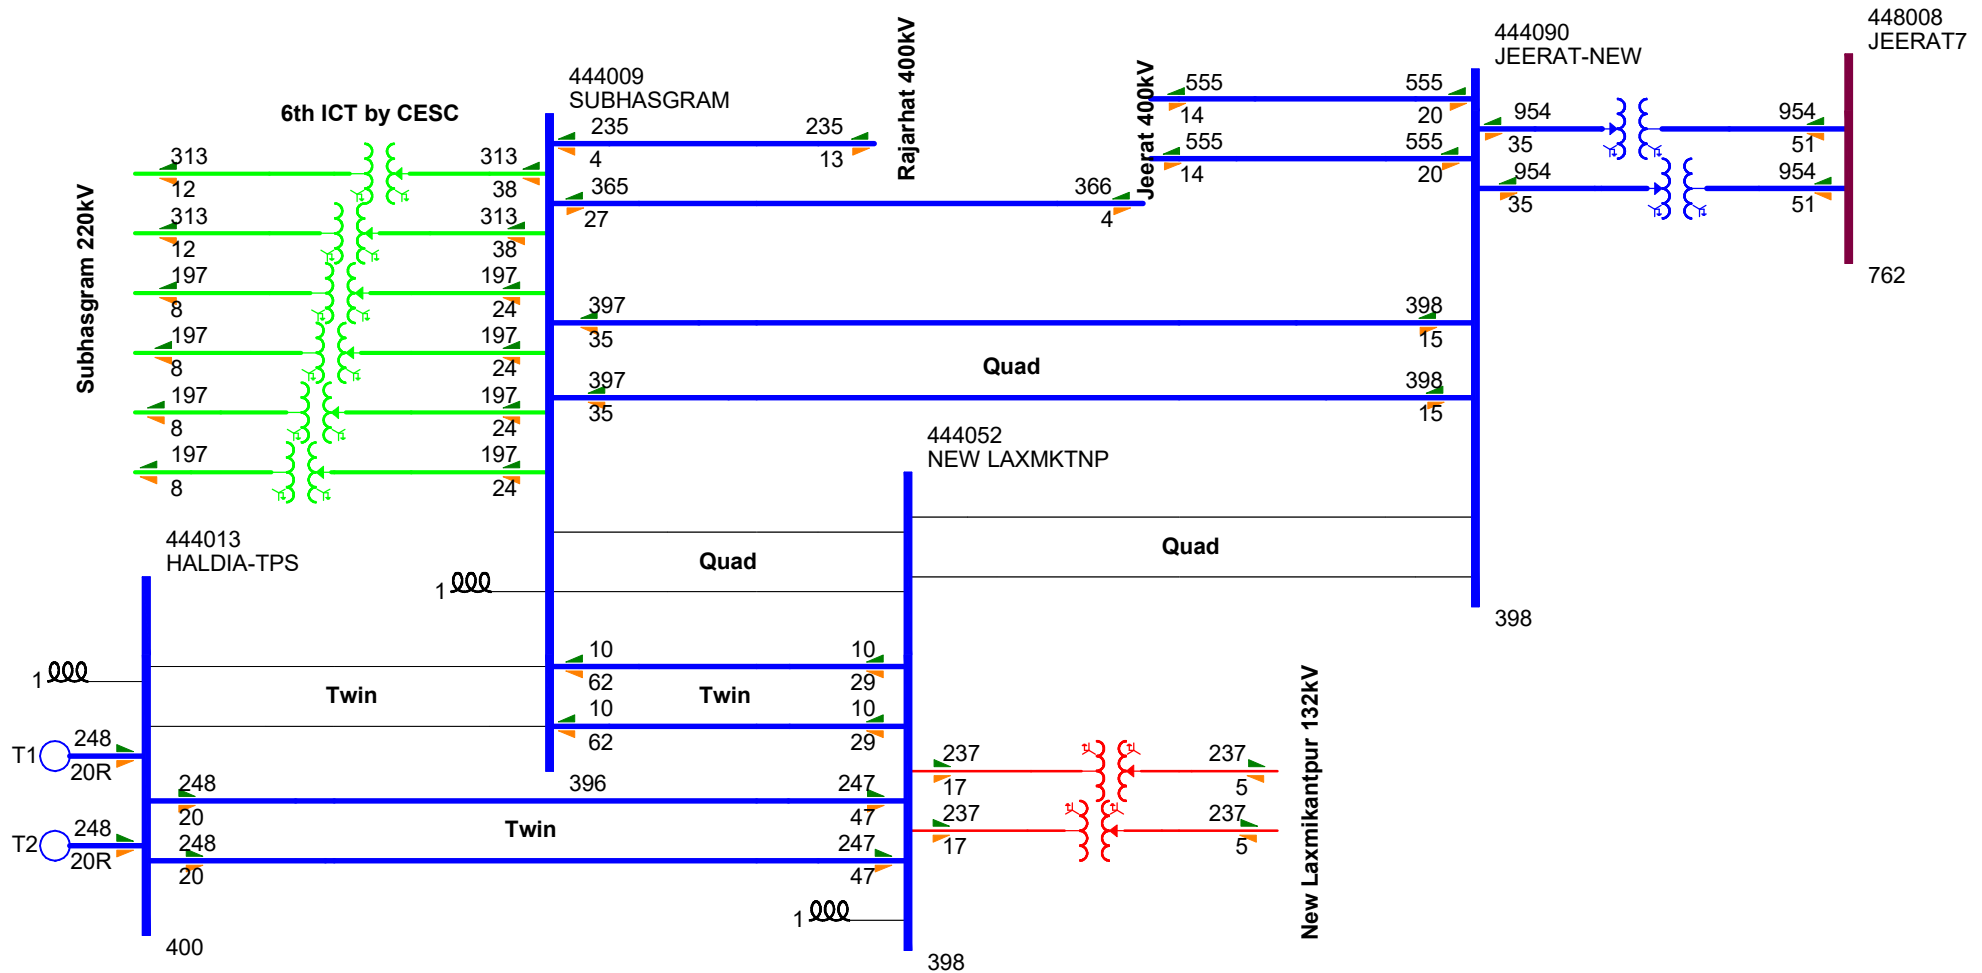 448008
JEERAT7
444090
JEERAT-NEW
444009
SUBHASGRAM
6th ICT by CESC
Rajarhat 400kV
Jeerat 400kV
Subhasgram 220kV
555 555
14 20
555 555
14 20
954 954
35 51
954 954
35 51
762
235 235
4 13
365 366
27 4
313 313
12 38
313 313
12 38
197 197
8 24
197 197
8 24
197 197
8 24
197 197
8 24
397 398
35 15
Quad
397 398
35 15
444052
NEW LAXMKTNP
Quad
Quad
1
398
444013
HALDIA-TPS
1
Twin
10 10
62 29
Twin
10 10
62 29
396
T1 248
20R
T2 248
20R
248 247
20 47
Twin
248 247
20 47
237 237
17 5
237 237
17 5
New Laxmikantpur 132kV
1
400
398